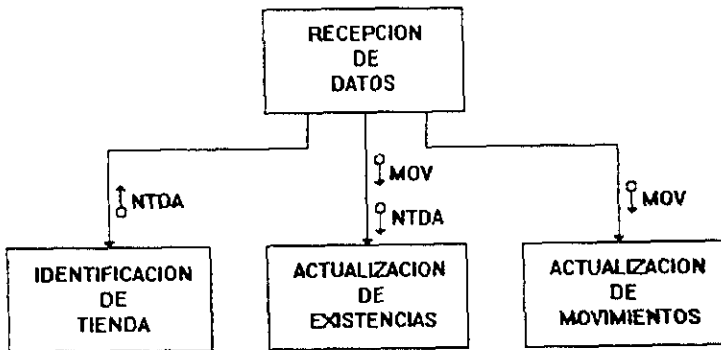 RECEPCION
DE
DATOS
NTDA
MOV
NTDA
MOV
IDENTIFICACION
DE
TIENDA
ACTUALIZACION
DE
EXISTENCIAS
ACTUALIZACION
DE
MOVIMIENTOS